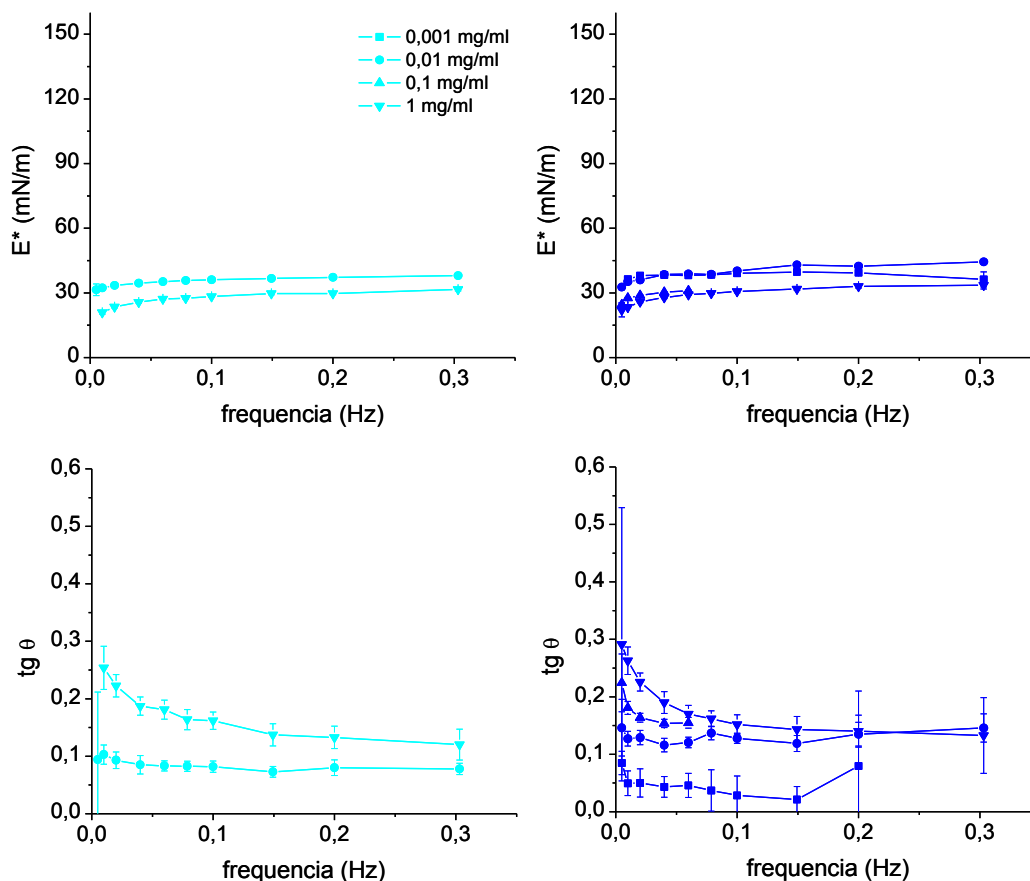 150
120
90
60
30
0
E* (mN/m)
0,0 0,1 0,2 0,3
frequencia (Hz)
0,001 mg/ml
0,01 mg/ml
0,1 mg/ml
1 mg/ml
150
120
90
60
30
0
E* (mN/m)
0,0 0,1 0,2 0,3
frequencia (Hz)
0,6
0,5
0,4
0,3
0,2
0,1
0,0
tg θ
0,0 0,1 0,2 0,3
frequencia (Hz)
0,6
0,5
0,4
0,3
0,2
0,1
0,0
tg θ
0,0 0,1 0,2 0,3
frequencia (Hz)